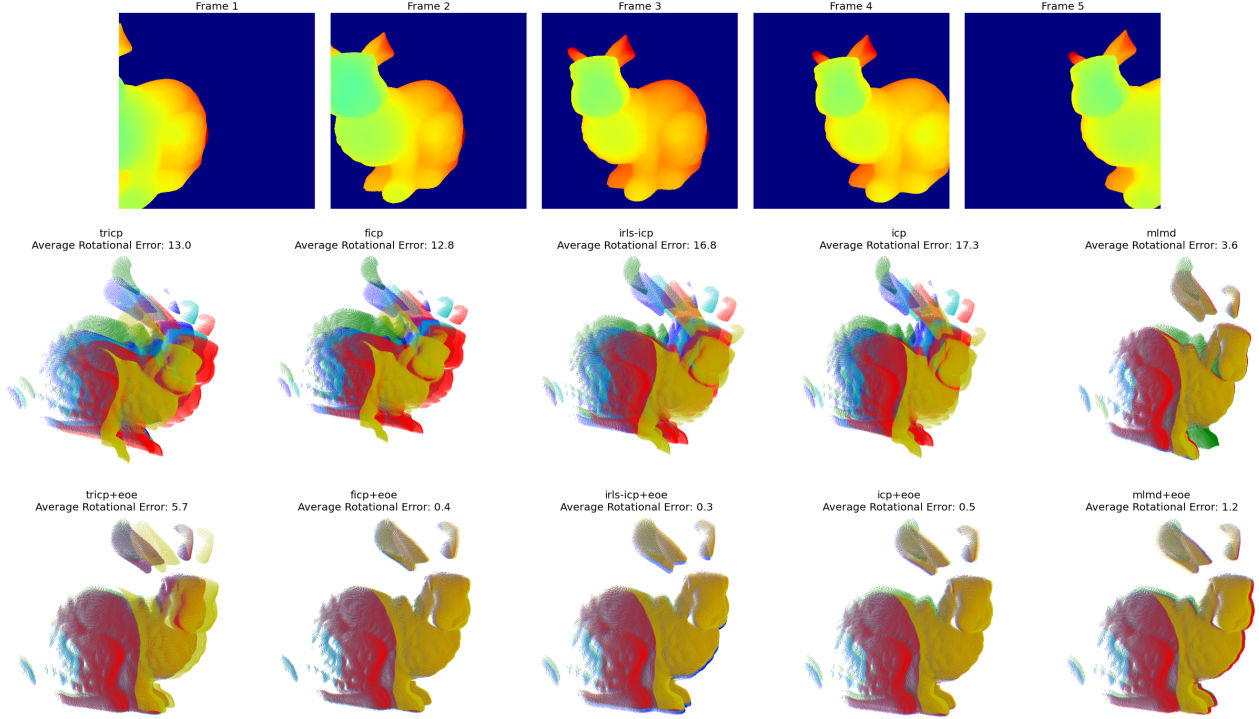 Frame 1
Frame 2
Frame 3
Frame 4
Frame 5
tricp
Average Rotational Error: 13.0
ficp
Average Rotational Error: 12.8
irls-icp
Average Rotational Error: 16.8
icp
Average Rotational Error: 17.3
mlmd
Average Rotational Error: 3.6
tricp+eoe
Average Rotational Error: 5.7
ficp+eoe
Average Rotational Error: 0.4
irls-icp+eoe
Average Rotational Error: 0.3
icp+eoe
Average Rotational Error: 0.5
mlmd+eoe
Average Rotational Error: 1.2